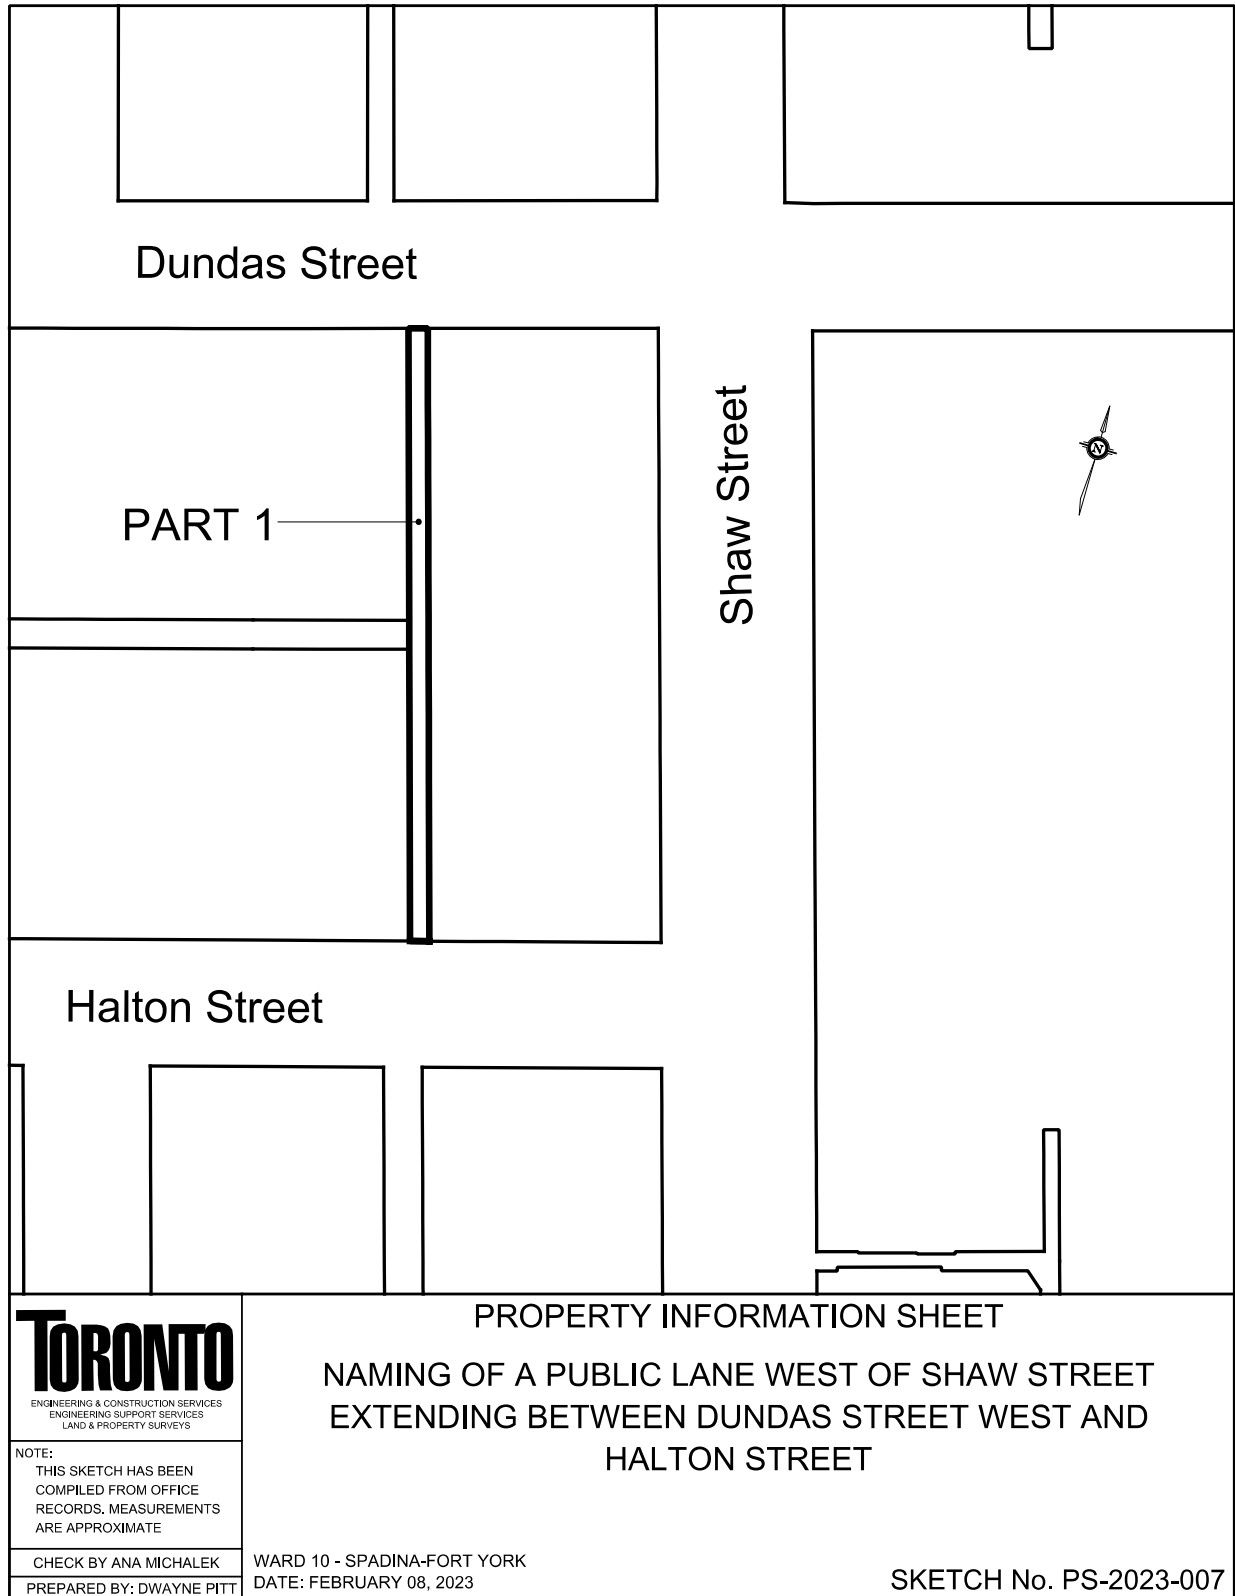 Dundas Street
Shaw Street
N
PART 1
Halton Street
TORONTO
ENGINEERING & CONSTRUCTION SERVICES
ENGINEERING SUPPORT SERVICES
LAND & PROPERTY SURVEYS
NOTE:
THIS SKETCH HAS BEEN
COMPILED FROM OFFICE
RECORDS. MEASUREMENTS
ARE APPROXIMATE
CHECK BY ANA MICHALEK
PREPARED BY: DWAYNE PITT
PROPERTY INFORMATION SHEET
NAMING OF A PUBLIC LANE WEST OF SHAW STREET
EXTENDING BETWEEN DUNDAS STREET WEST AND
HALTON STREET
WARD 10 - SPADINA-FORT YORK
DATE: FEBRUARY 08, 2023
SKETCH No. PS-2023-007